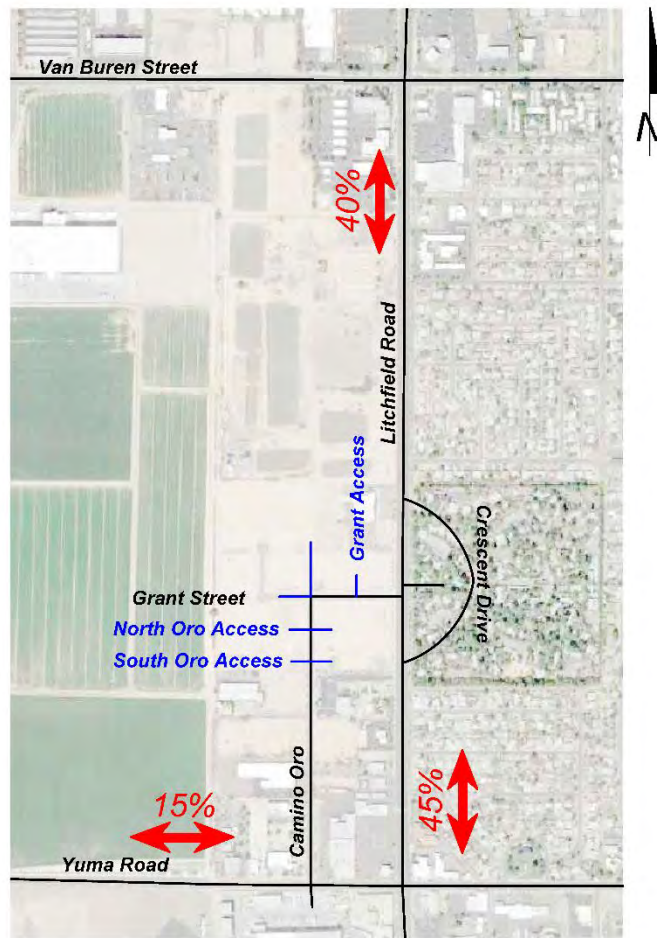 Van Buren Street
N
40%
Litchfield Road
Grant Access
Crescent Drive
Grant Street
North Oro Access
South Oro Access
Camino Oro
15%
45%
Yuma Road